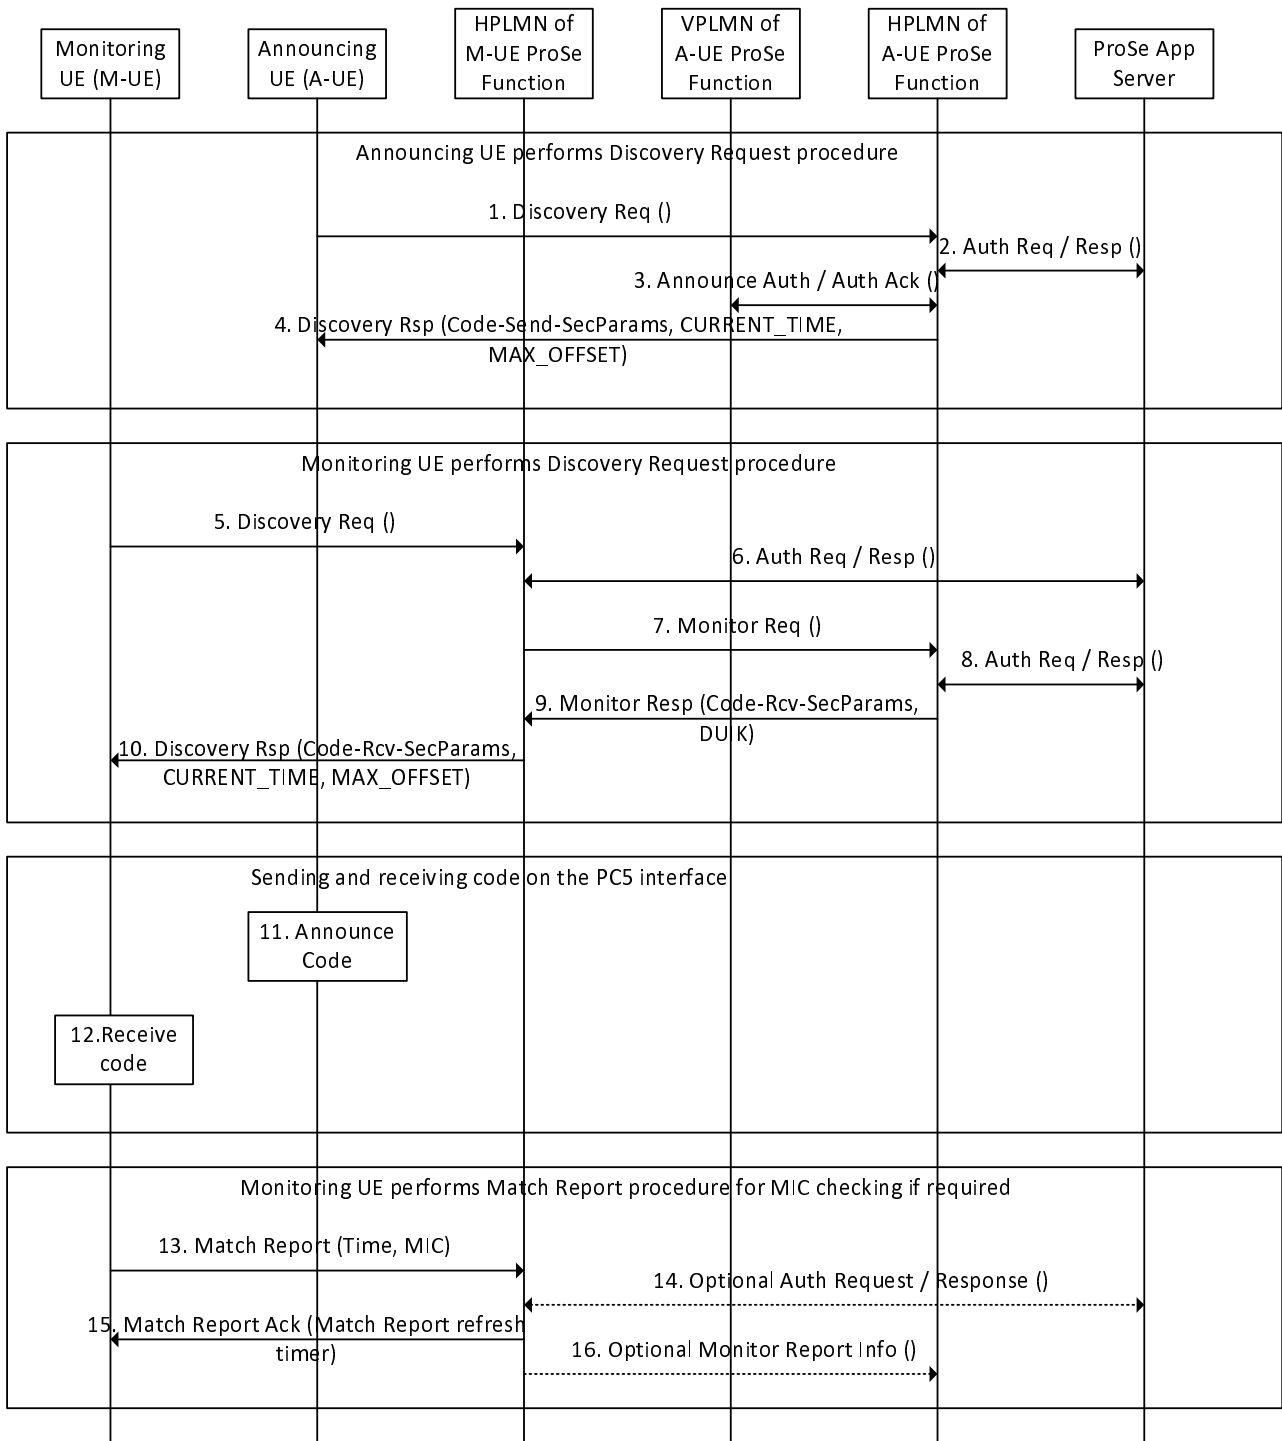 Monitoring
UE (M-UE)
Announcing
UE (A-UE)
HPLMN of
M-UE ProSe
Function
VPLMN of
A-UE ProSe
Function
HPLMN of
A-UE ProSe
Function
ProSe App
Server
Announcing UE performs Discovery Request procedure
1. Discovery Req ()
2. Auth Req / Resp ()
3. Announce Auth / Auth Ack ()
4. Discovery Rsp (Code-Send-SecParams, CURRENT_TIME,
MAX_OFFSET)
Monitoring UE performs Discovery Request procedure
5. Discovery Req ()
6. Auth Req / Resp ()
7. Monitor Req ()
8. Auth Req / Resp ()
9. Monitor Resp (Code-Rcv-SecParams,
DUIK)
10. Discovery Rsp (Code-Rcv-SecParams,
CURRENT_TIME, MAX_OFFSET)
Sending and receiving code on the PC5 interface
11. Announce
Code
12.Receive
code
Monitoring UE performs Match Report procedure for MIC checking if required
13. Match Report (Time, MIC)
14. Optional Auth Request / Response ()
15. Match Report Ack (Match Report refresh
timer)
16. Optional Monitor Report Info ()